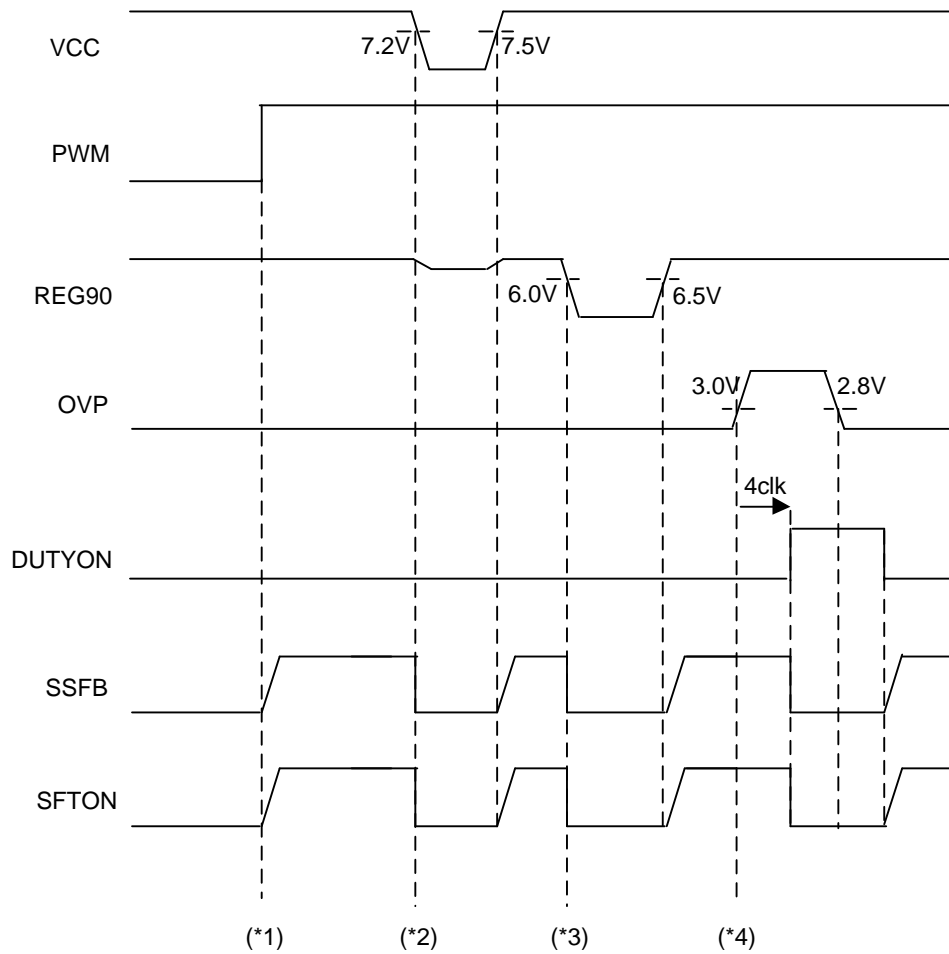 VCC
7.2V
7.5V
PWM
REG90
6.0V
6.5V
OVP
3.0V
2.8V
4clk
DUTYON
SSFB
SFTON
(*1)
(*2)
(*3)
(*4)